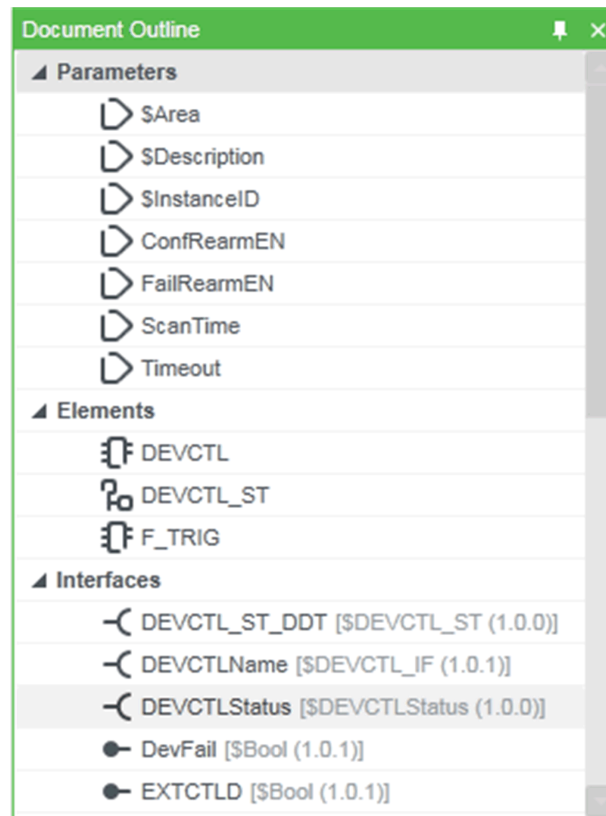 Document Outline
Parameters
$Area
$Description
$InstanceID
ConfRearmEN
FailRearmEN
ScanTime
Timeout
Elements
DEVCTL
DEVCTL_ST
F_TRIG
Interfaces
DEVCTL_ST_DDT [$DEVCTL_ST (1.0.0)]
DEVCTLName [$DEVCTL_IF (1.0.1)]
DEVCTLStatus [$DEVCTLStatus (1.0.0)]
DevFail [$Bool (1.0.1)]
EXTCTLD [$Bool (1.0.1)]